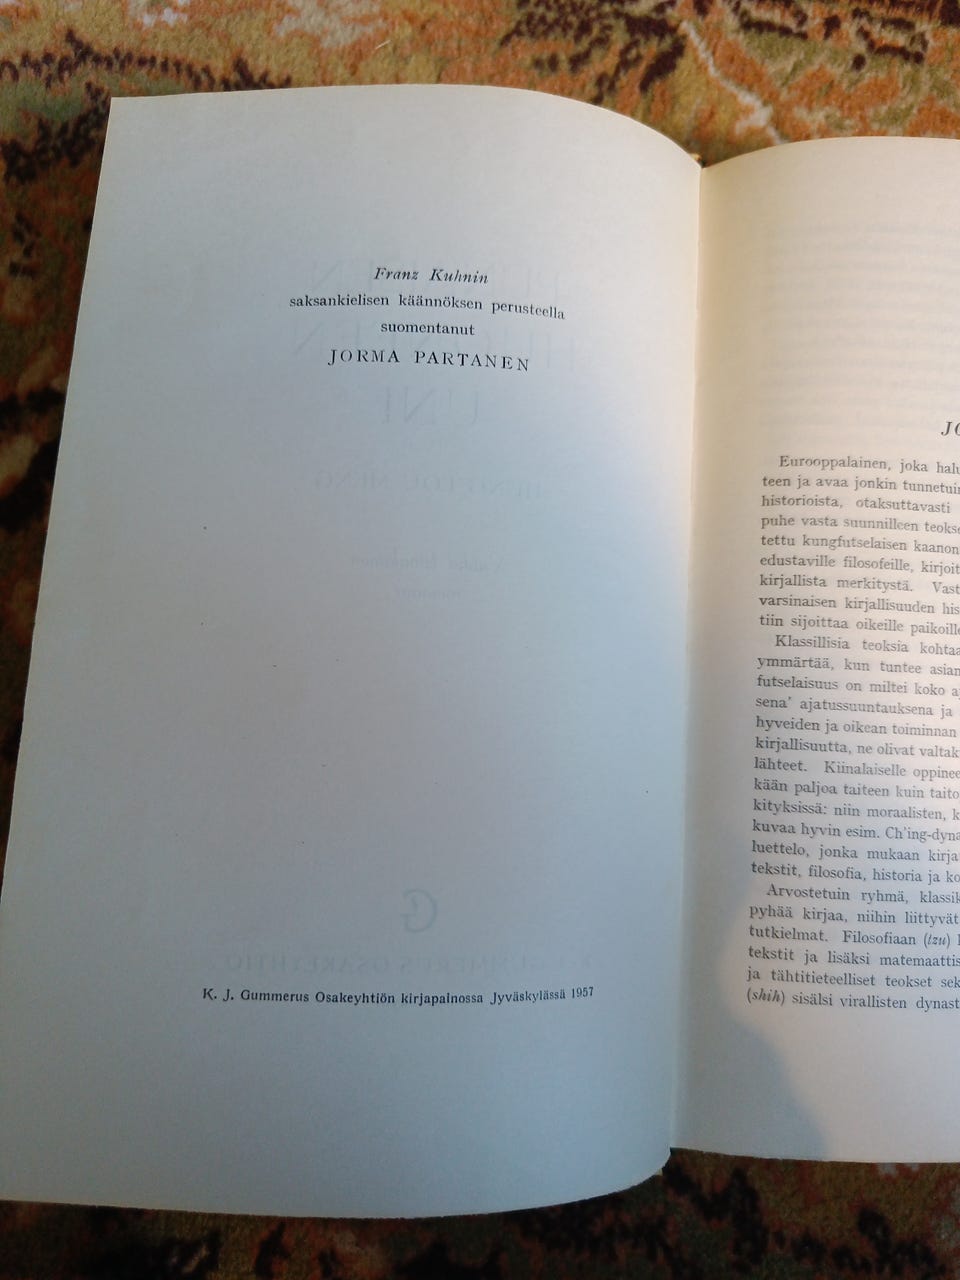 Franz Kuhnin
saksankielisen käännöksen perusteella
suomentanut
JORMA PARTANEN
K. J. Gummerus Osakeyhtiön kirjapainossa Jyväskylässä 1957
JO
Eurooppalainen, joka halu
teen ja avaa jonkin tunnetuin
historioista, otaksuttavasti
puhe vasta suunnilleen teokse
tettu kungfutselaisen kaanon
edustaville filosofeille, kirjoit
kirjallista merkitystä. Vast
varsinaisen kirjallisuuden his
tiin sijoittaa oikeille paikoille
Klassillisia teoksia kohtaa
ymmärtää, kun tuntee asian
futselaisuus on miltei koko aj
sena' ajatussuuntauksena ja
hyveiden ja oikean toiminnan
kirjallisuutta, ne olivat valtak
lähteet. Kiinalaiselle oppinee
kään paljoa taiteen kuin taito
kityksissä: niin moraalisten, k
kuvaa hyvin esim. Ch'ing-dyna
luettelo, jonka mukaan kirja
tekstit, filosofia, historia ja ko
Arvostetuin ryhmä, klassik
pyhää kirjaa, niihin liittyvät
tutkielmat. Filosofiaan (tzu)
tekstit ja lisäksi matemaattis
ja tähtitieteelliset teokset sek
(shih) sisälsi virallisten dynast